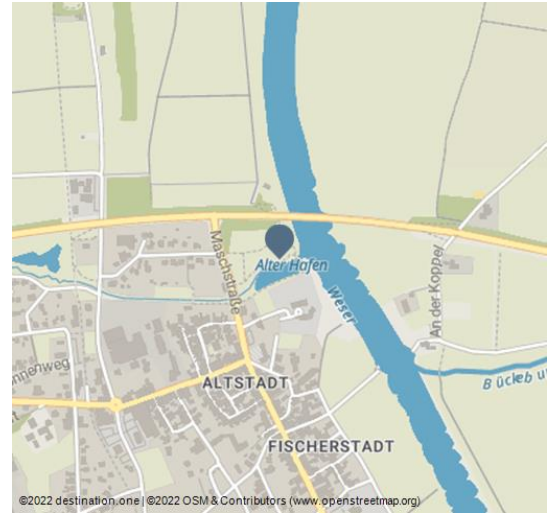 Maschstraße
Alter Hafen
Weser
An der Koppel
nnenweg
ALTSTADT
Bückebu
FISCHERSTADT
©2022 destination.one | ©2022 OSM & Contributors (www.openstreetmap.org)